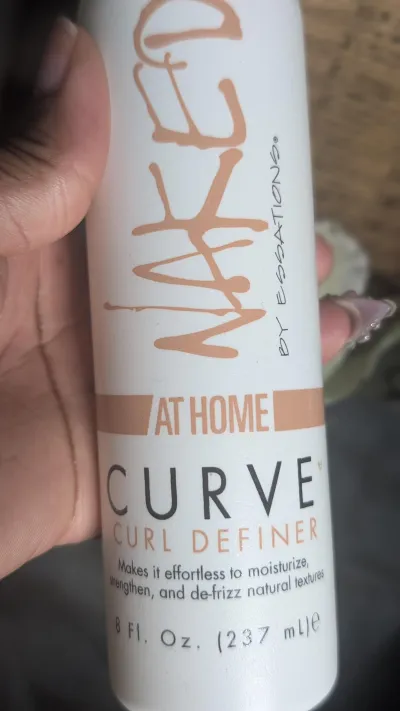 NAKED
BY ESSATIONS®
AT HOME
CURVE
CURL DEFINER
Makes it effortless to moisturize,
strengthen, and de-frizz natural textures
8 Fl. Oz. (237 mL)℮